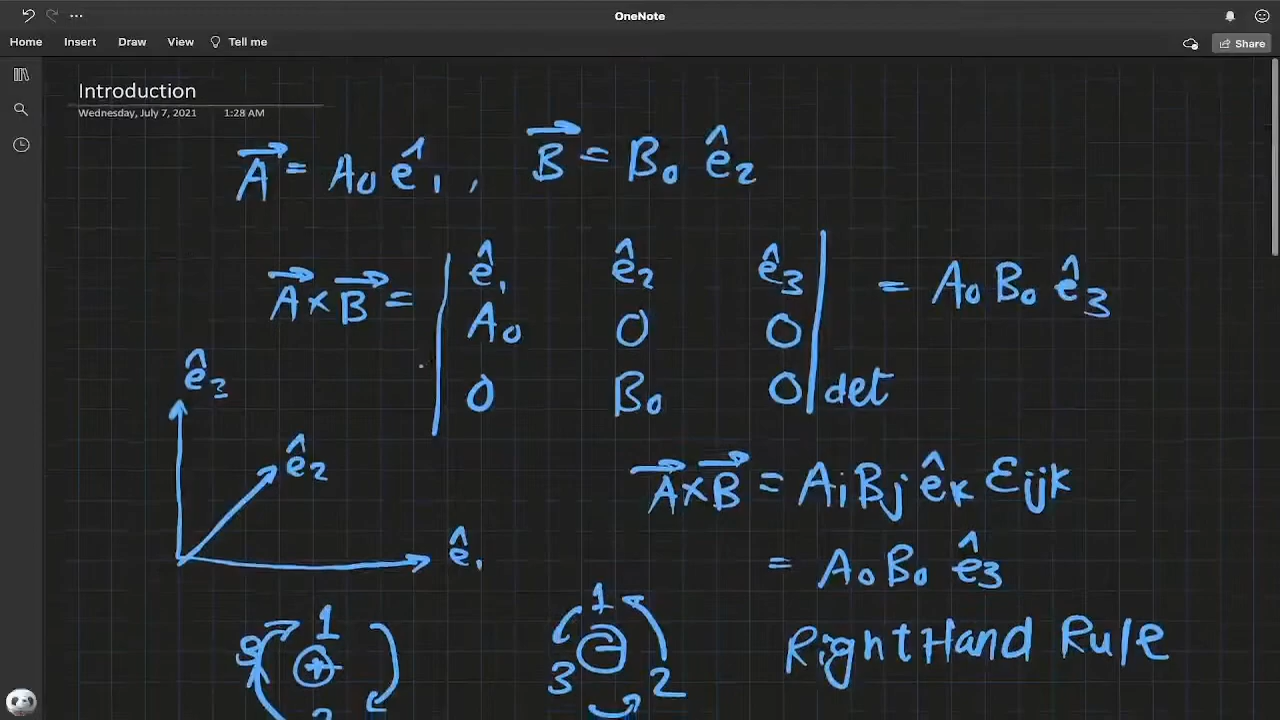 OneNote
Home Insert Draw View Tell me
Share
Introduction
Wednesday, July 7, 2021 1:28 AM
A⃗ = A₀ ê₁ , B⃗ = B₀ ê₂
A⃗ × B⃗ = | ê₁ ê₂ ê₃ | = A₀ B₀ ê₃
A₀ 0 0
0 B₀ 0 det
ê₃
ê₂
ê₁
A⃗ × B⃗ = Aᵢ Bⱼ êₖ εᵢⱼₖ
= A₀ B₀ ê₃
1
+
1
3 − 2
Right Hand Rule